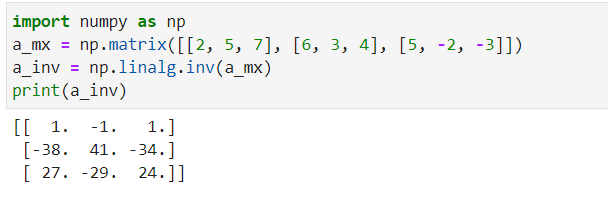 import numpy as np
a_mx = np.matrix([[2, 5, 7], [6, 3, 4], [5, -2, -3]])
a_inv = np.linalg.inv(a_mx)
print(a_inv)
[[  1.  -1.   1.]
 [-38.  41. -34.]
 [ 27. -29.  24.]]